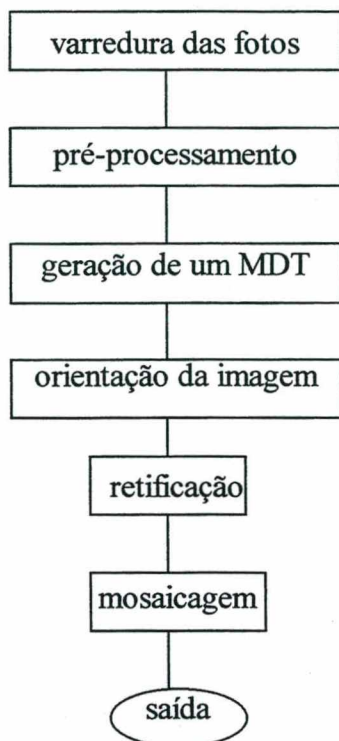 varredura das fotos
pré-processamento
geração de um MDT
orientação da imagem
retificação
mosaicagem
saída